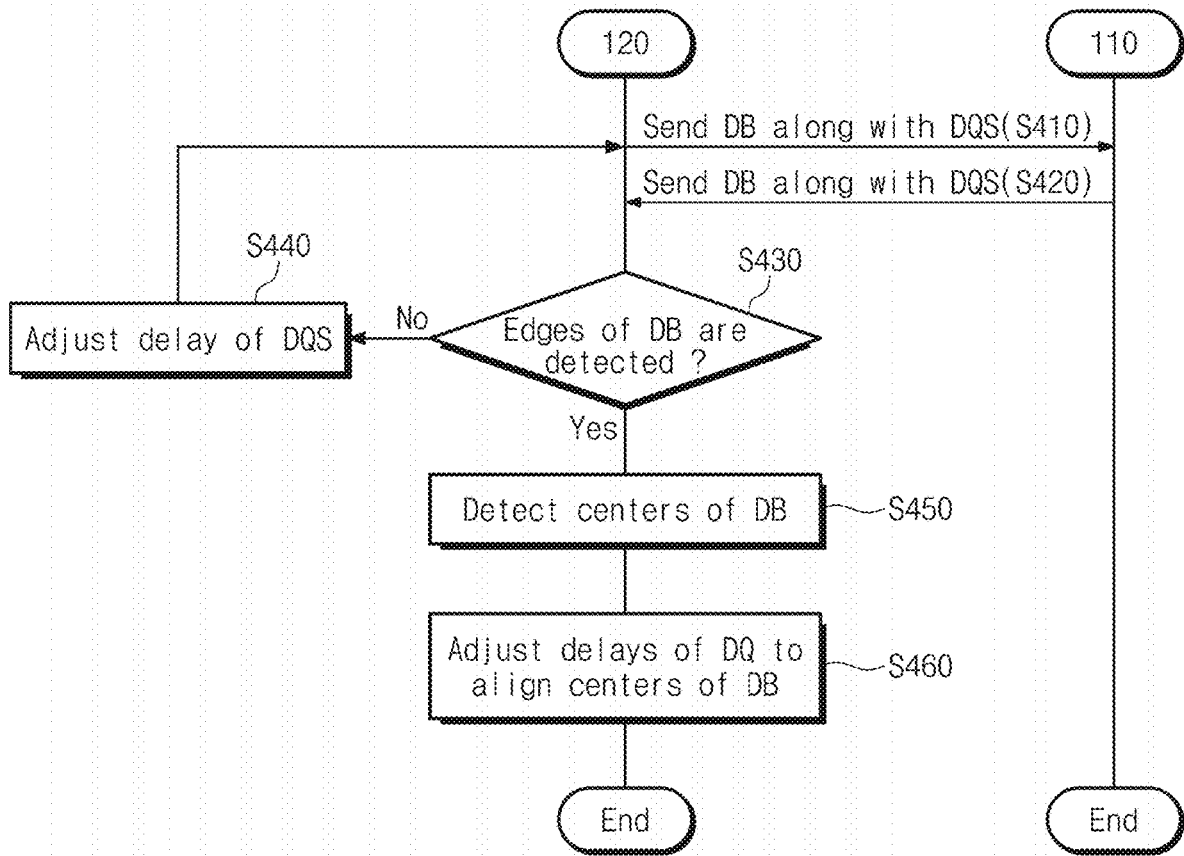 120
110
Send DB along with DQS(S410)
Send DB along with DQS(S420)
S440
S430
Adjust delay of DQS
No
Edges of DB are
detected ?
Yes
Detect centers of DB
S450
Adjust delays of DQ to
align centers of DB
S460
End
End